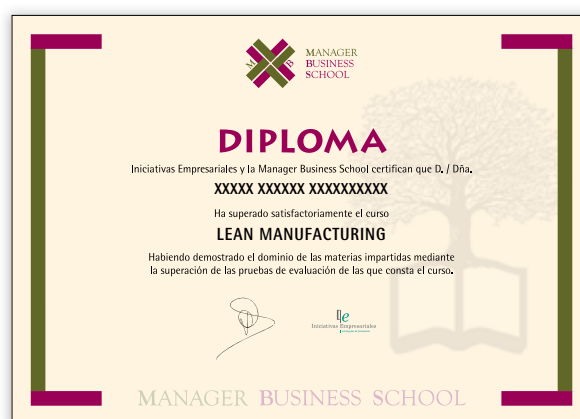 M B
MANAGER
BUSINESS
SCHOOL
DIPLOMA
Iniciativas Empresariales y la Manager Business School certifican que D. / Dña.
XXXXX XXXXXX XXXXXXXXXX
Ha superado satisfactoriamente el curso
LEAN MANUFACTURING
Habiendo demostrado el dominio de las materias impartidas mediante
la superación de las pruebas de evaluación de las que consta el curso.
Iniciativas Empresariales
MANAGER BUSINESS SCHOOL